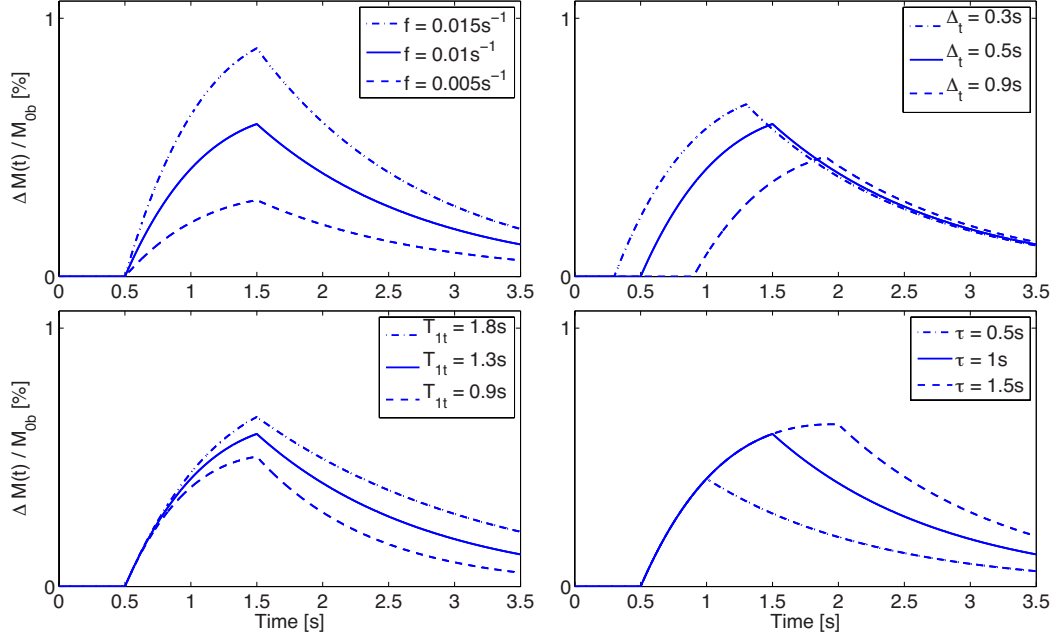 1
f = 0.015s⁻¹
f = 0.01s⁻¹
f = 0.005s⁻¹
Δ M(t) / M₀b [%]
0
0 0.5 1 1.5 2 2.5 3 3.5
1
Δt = 0.3s
Δt = 0.5s
Δt = 0.9s
0
0 0.5 1 1.5 2 2.5 3 3.5
1
T1t = 1.8s
T1t = 1.3s
T1t = 0.9s
Δ M(t) / M₀b [%]
0
0 0.5 1 1.5 2 2.5 3 3.5
Time [s]
1
τ = 0.5s
τ = 1s
τ = 1.5s
0
0 0.5 1 1.5 2 2.5 3 3.5
Time [s]